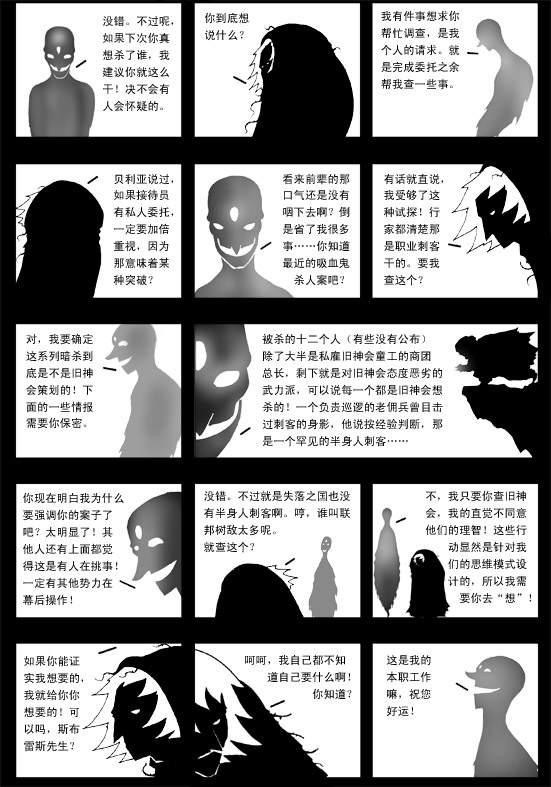 没错。不过呢，
如果下次你真
想杀了谁，我
建议你就这么
干！决不会有
人会怀疑的。
你到底想
说什么？
我有件事想求你
帮忙调查，是我
个人的请求。就
是完成委托之余
帮我查一些事。
贝利亚说过，
如果接待员
有私人委托，
一定要加倍
重视，因为
那意味着某
种突破？
看来前辈的那
口气还是没有
咽下去啊？倒
是省了我很多
事……你知道
最近的吸血鬼
杀人案吧？
有话就直说，
我受够了这
种试探！行
家都清楚那
是职业刺客
干的。要我
查这个？
对，我要确定
这系列暗杀到
底是不是旧神
会策划的！下
面的一些情报
需要你保密。
被杀的十二个人（有些没有公布）
除了大半是私雇旧神会童工的商团
总长，剩下就是对旧神会态度恶劣的
武力派，可以说每一个都是旧神会想
杀的！一个负责巡逻的老佣兵曾目击
过刺客的身影，他说按经验判断，那
是一个罕见的半身人刺客……
你现在明白我为什么
要强调你的案子了
吧？太明显了！其
他人还有上面都觉
得这是有人在挑事！
一定有其他势力在
幕后操作！
没错。不过就是失落之国也没
有半身人刺客啊。哼，谁叫联
邦树敌太多呢。
就查这个？
不，我只要你查旧神
会，我的直觉不同意
他们的理智！这些行
动显然是针对我
们的思维模式设
计的，所以我需
要你去“想”！
如果你能证
实我想要的，
我就给你你
想要的！可
以吗，斯布
雷斯先生？
呵呵，我自己都不知
道自己要什么啊！
你知道？
这是我的
本职工作
嘛，祝您
好运！